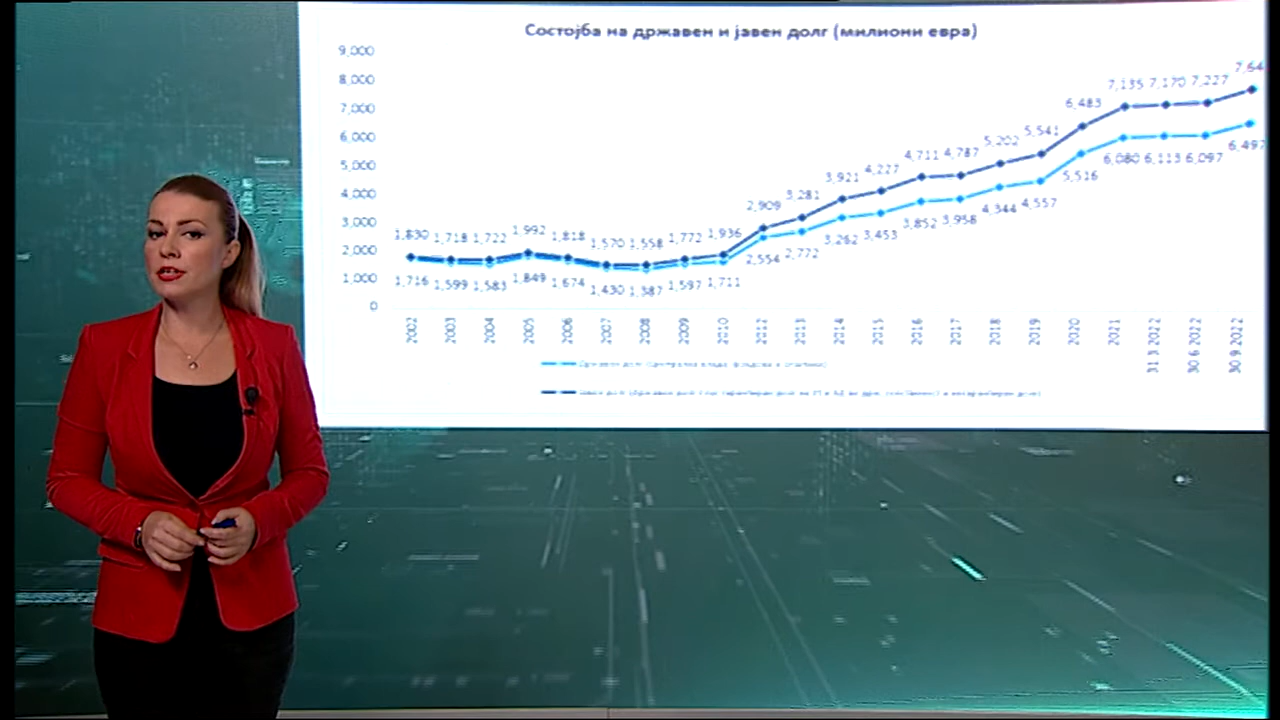 Состојба на државен и јавен долг (милиони евра)
9,000
8,000
7,000
6,000
5,000
4,000
3,000
2,000
1,000
0
1,830 1,718 1,722 1,992 1,818 1,570 1,558 1,772 1,936 2,909 3,281 3,921 4,227 4,711 4,787 5,202 5,541 6,483 7,135 7,170 7,227 7,64
1,716 1,599 1,583 1,849 1,674 1,430 1,387 1,597 1,711 2,554 2,772 3,262 3,453 3,852 3,958 4,344 4,557 5,516 6,080 6,113 6,097 6,497
2002 2003 2004 2005 2006 2007 2008 2009 2010 2012 2013 2014 2015 2016 2017 2018 2019 2020 2021 31 3 2022 30 6 2022 30 9 2022
Државен долг
Јавен долг